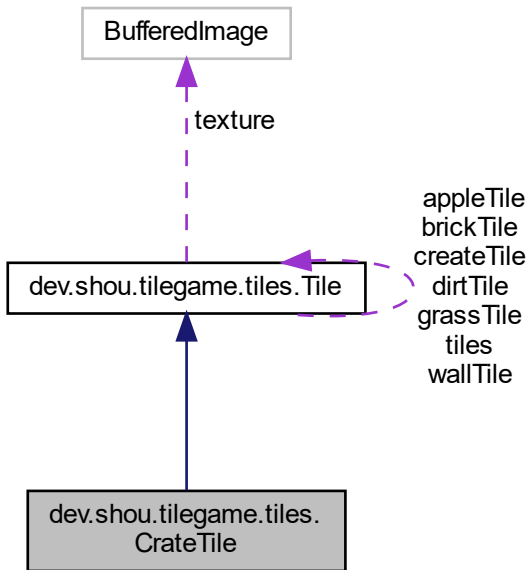 BufferedImage
texture
appleTile
brickTile
createTile
dirtTile
grassTile
tiles
wallTile
dev.shou.tilegame.tiles.Tile
dev.shou.tilegame.tiles.
CrateTile